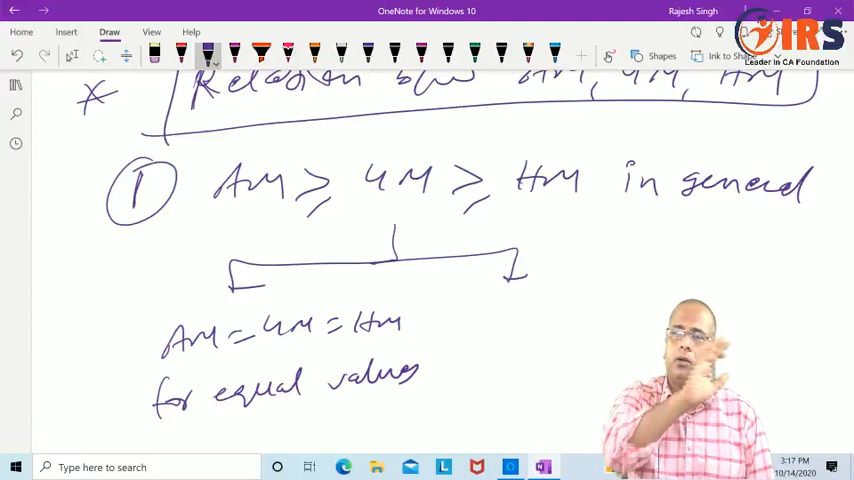 OneNote for Windows 10
Rajesh Singh
Home Insert Draw View Help
Share
Shapes
Ink to Shape
IRS
Leader In CA Foundation
* Relation b/w AM, GM, HM
① AM ≥ GM ≥ HM in general
AM = GM = HM
for equal values
Type here to search
3:17 PM
10/14/2020